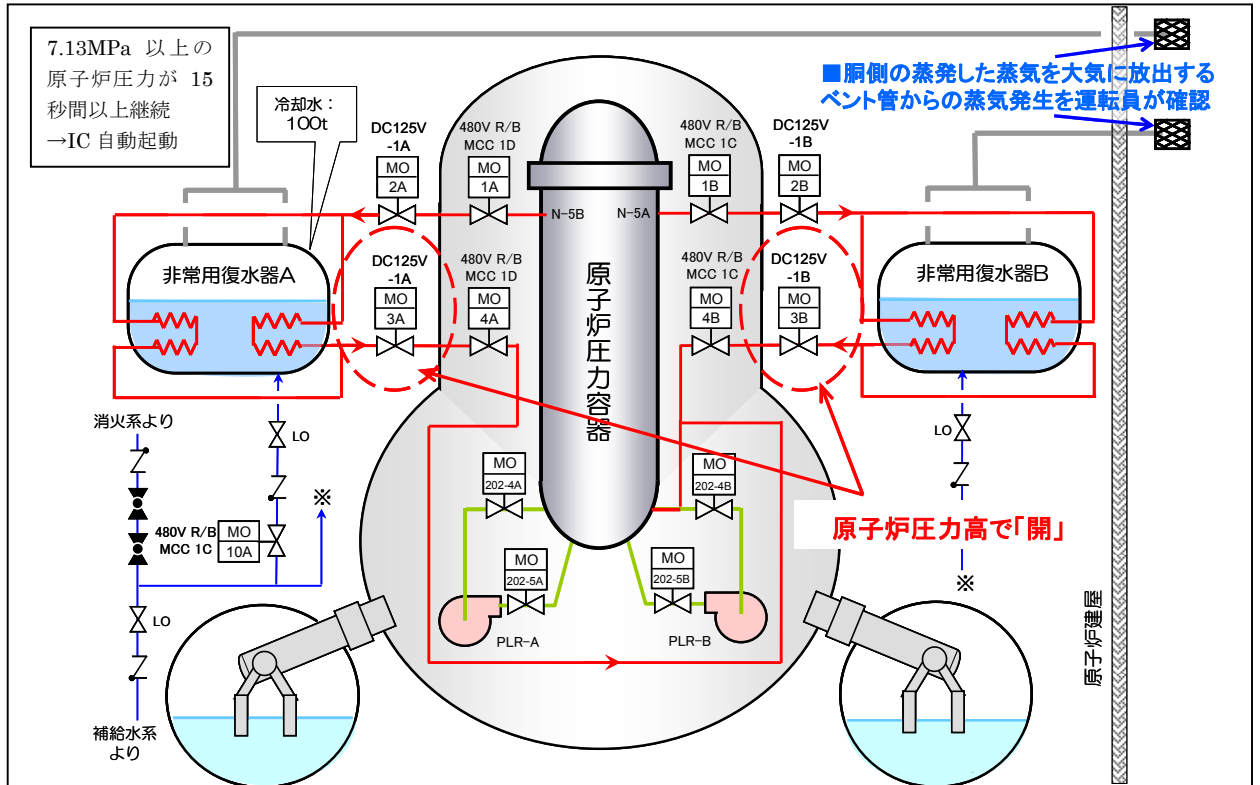 7.13MPa 以上の
原子炉圧力が 15
秒間以上継続
→IC 自動起動
冷却水：
100t
■胴側の蒸発した蒸気を大気に放出する
ベント管からの蒸気発生を運転員が確認
DC125V
-1A
MO
2A
480V R/B
MCC 1D
MO
1A
480V R/B
MCC 1C
MO
1B
DC125V
-1B
MO
2B
N-5B
N-5A
非常用復水器A
DC125V
-1A
MO
3A
480V R/B
MCC 1D
MO
4A
原子炉圧力容器
480V R/B
MCC 1C
MO
4B
DC125V
-1B
MO
3B
非常用復水器B
消火系より
LO
※
480V R/B
MCC 1C
MO
10A
LO
補給水系
より
MO
202-4A
MO
202-4B
MO
202-5A
MO
202-5B
PLR-A
PLR-B
原子炉圧力高で「開」
LO
※
原子炉建屋